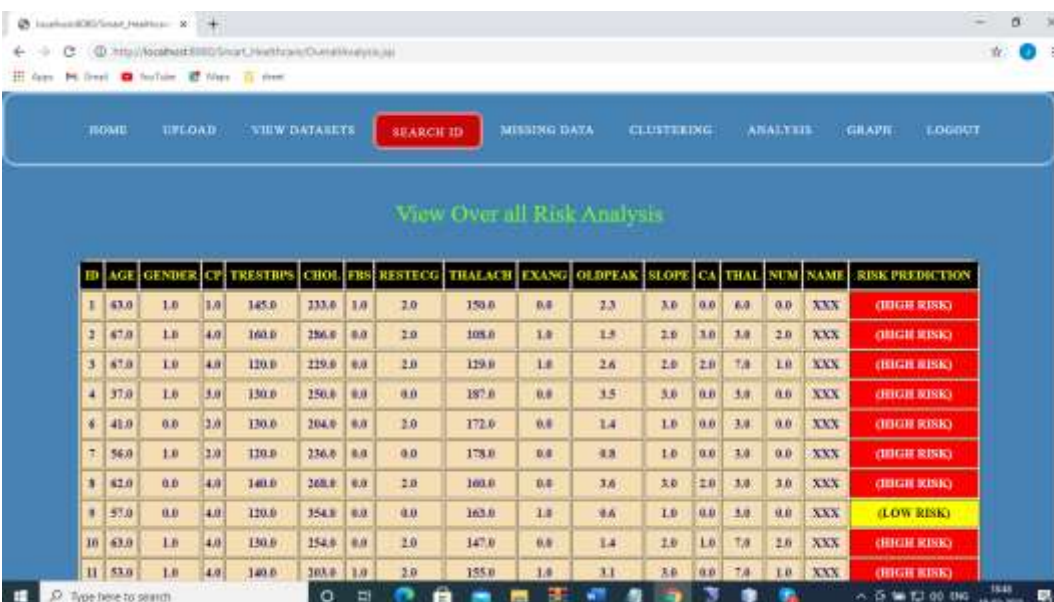 localhost:8080/Smart_Healthcare
http://localhost:8080/Smart_Healthcare/OverallAnalysis.jsp
Apps Gmail YouTube Maps
HOME UPLOAD VIEW DATASETS SEARCH ID MISSING DATA CLUSTERING ANALYSIS GRAPH LOGOUT
View Over all Risk Analysis
ID AGE GENDER CP TRESTBPS CHOL FBS RESTECG THALACH EXANG OLDPEAK SLOPE CA THAL NUM NAME RISK PREDICTION
1 63.0 1.0 1.0 145.0 233.0 1.0 2.0 150.0 0.0 2.3 3.0 0.0 6.0 0.0 XXX (HIGH RISK)
2 67.0 1.0 4.0 160.0 286.0 0.0 2.0 108.0 1.0 1.5 2.0 3.0 3.0 2.0 XXX (HIGH RISK)
3 67.0 1.0 4.0 120.0 229.0 0.0 2.0 129.0 1.0 2.6 2.0 2.0 7.0 1.0 XXX (HIGH RISK)
4 37.0 1.0 3.0 130.0 250.0 0.0 0.0 187.0 0.0 3.5 3.0 0.0 3.0 0.0 XXX (HIGH RISK)
6 41.0 0.0 2.0 130.0 204.0 0.0 2.0 172.0 0.0 1.4 1.0 0.0 3.0 0.0 XXX (HIGH RISK)
7 56.0 1.0 2.0 120.0 236.0 0.0 0.0 178.0 0.0 0.8 1.0 0.0 3.0 0.0 XXX (HIGH RISK)
8 62.0 0.0 4.0 140.0 268.0 0.0 2.0 160.0 0.0 3.6 3.0 2.0 3.0 3.0 XXX (HIGH RISK)
9 57.0 0.0 4.0 120.0 354.0 0.0 0.0 163.0 1.0 0.6 1.0 0.0 3.0 0.0 XXX (LOW RISK)
10 63.0 1.0 4.0 130.0 254.0 0.0 2.0 147.0 0.0 1.4 2.0 1.0 7.0 2.0 XXX (HIGH RISK)
11 53.0 1.0 4.0 140.0 203.0 1.0 2.0 155.0 1.0 3.1 3.0 0.0 7.0 1.0 XXX (HIGH RISK)
Type here to search
ENG